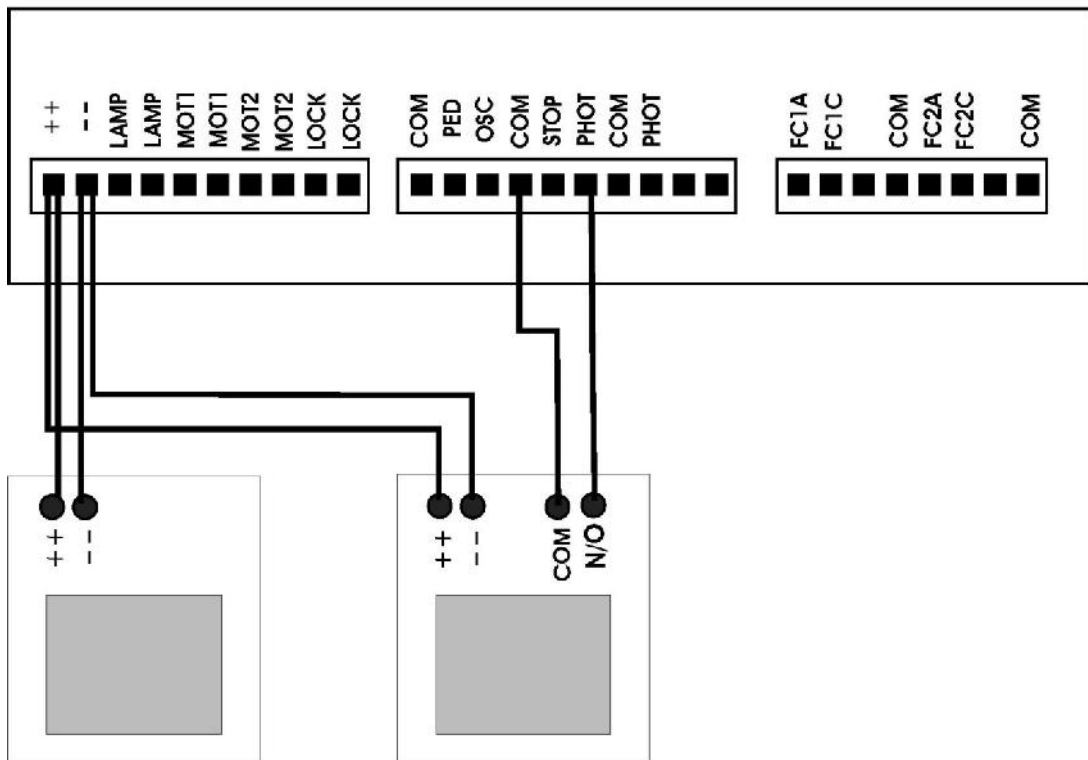 ++
--
LAMP
LAMP
MOT1
MOT1
MOT2
MOT2
LOCK
LOCK
COM
PED
OSC
COM
STOP
PHOT
COM
PHOT
FC1A
FC1C
COM
FC2A
FC2C
COM
++
--
++
--
COM
N/O